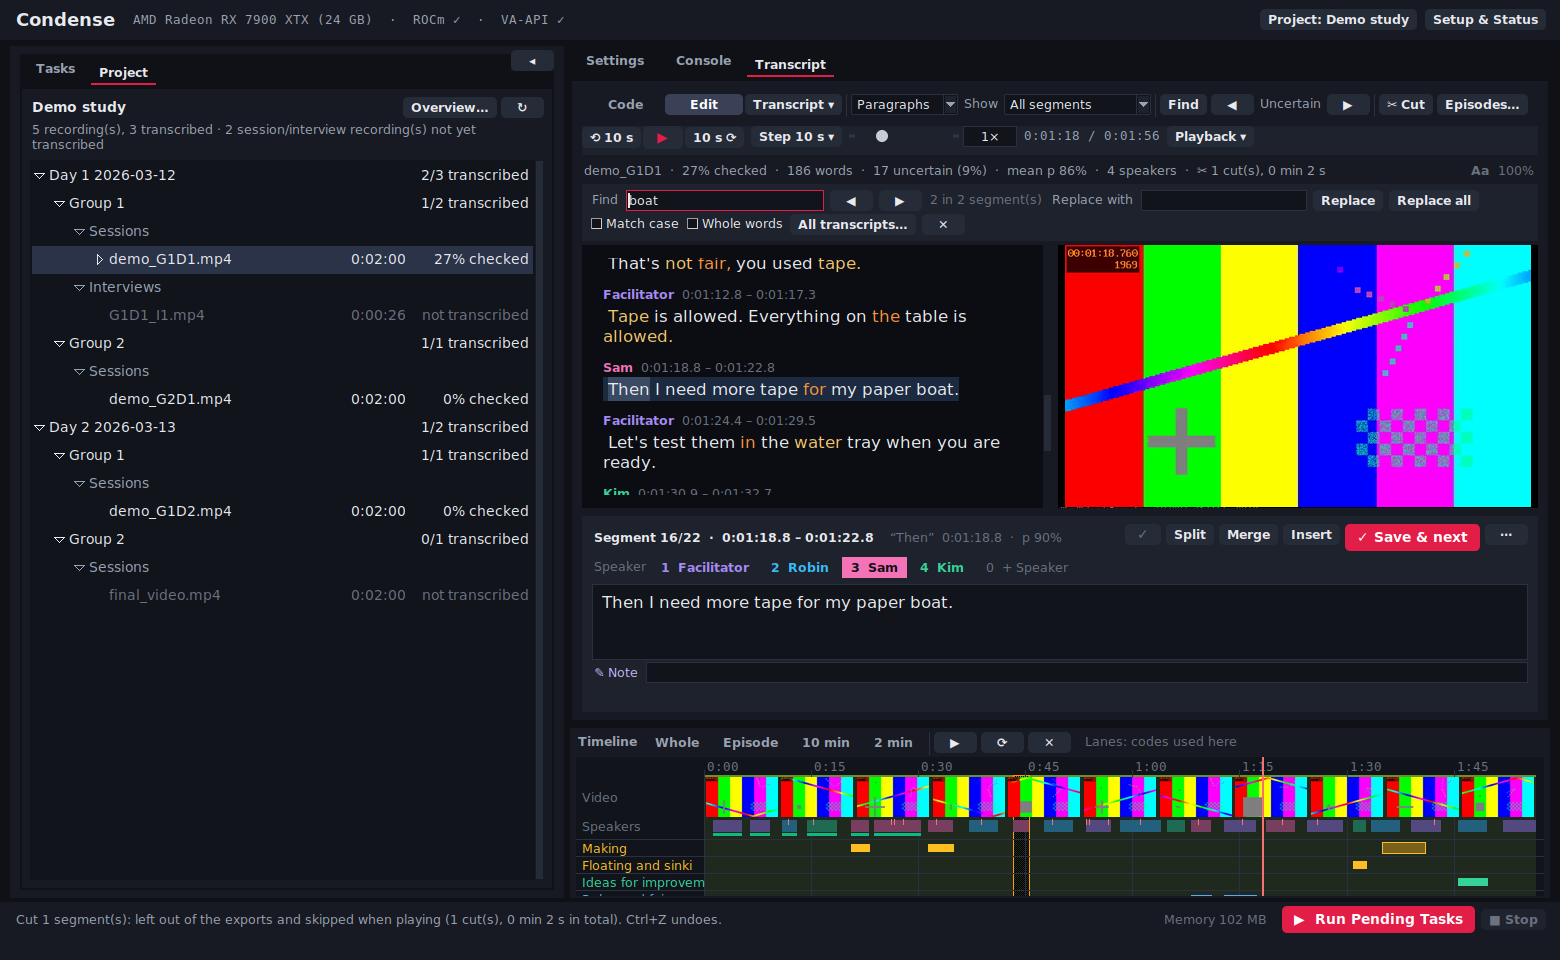 Condense
AMD Radeon RX 7900 XTX (24 GB) · ROCm ✓ · VA-API ✓
Project: Demo study
Setup & Status
Tasks
Project
◂
Demo study
Overview...
↻
5 recording(s), 3 transcribed · 2 session/interview recording(s) not yet
transcribed
Day 1 2026-03-12 2/3 transcribed
Group 1 1/2 transcribed
Sessions
demo_G1D1.mp4 0:02:00 27% checked
Interviews
G1D1_I1.mp4 0:00:26 not transcribed
Group 2 1/1 transcribed
Sessions
demo_G2D1.mp4 0:02:00 0% checked
Day 2 2026-03-13 1/2 transcribed
Group 1 1/1 transcribed
Sessions
demo_G1D2.mp4 0:02:00 0% checked
Group 2 0/1 transcribed
Sessions
final_video.mp4 0:02:00 not transcribed
Settings
Console
Transcript
Code
Edit
Transcript ▾
Paragraphs
Show
All segments
Find
◀
Uncertain
▶
✂ Cut
Episodes...
⟲ 10 s
▶
10 s ⟳
Step 10 s ▾
1×
0:01:18 / 0:01:56
Playback ▾
demo_G1D1 · 27% checked · 186 words · 17 uncertain (9%) · mean p 86% · 4 speakers · ✂ 1 cut(s), 0 min 2 s
Aa 100%
Find boat
◀
▶
2 in 2 segment(s)
Replace with
Replace
Replace all
Match case
Whole words
All transcripts...
✕
That's not fair, you used tape.
Facilitator 0:01:12.8 – 0:01:17.3
Tape is allowed. Everything on the table is
allowed.
Sam 0:01:18.8 – 0:01:22.8
Then I need more tape for my paper boat.
Facilitator 0:01:24.4 – 0:01:29.5
Let's test them in the water tray when you are
ready.
Kim 0:01:30.9 – 0:01:32.7
00:01:18.760
1969
Segment 16/22 · 0:01:18.8 – 0:01:22.8 “Then” 0:01:18.8 · p 90%
✓
Split
Merge
Insert
✓ Save & next
...
Speaker 1 Facilitator 2 Robin 3 Sam 4 Kim 0 + Speaker
Then I need more tape for my paper boat.
✎ Note
Timeline
Whole
Episode
10 min
2 min
▶
⟳
✕
Lanes: codes used here
0:00 0:15 0:30 0:45 1:00 1:15 1:30 1:45
Video
Speakers
Making
Floating and sinki
Ideas for improvem
Cut 1 segment(s): left out of the exports and skipped when playing (1 cut(s), 0 min 2 s in total). Ctrl+Z undoes.
Memory 102 MB
▶ Run Pending Tasks
■ Stop